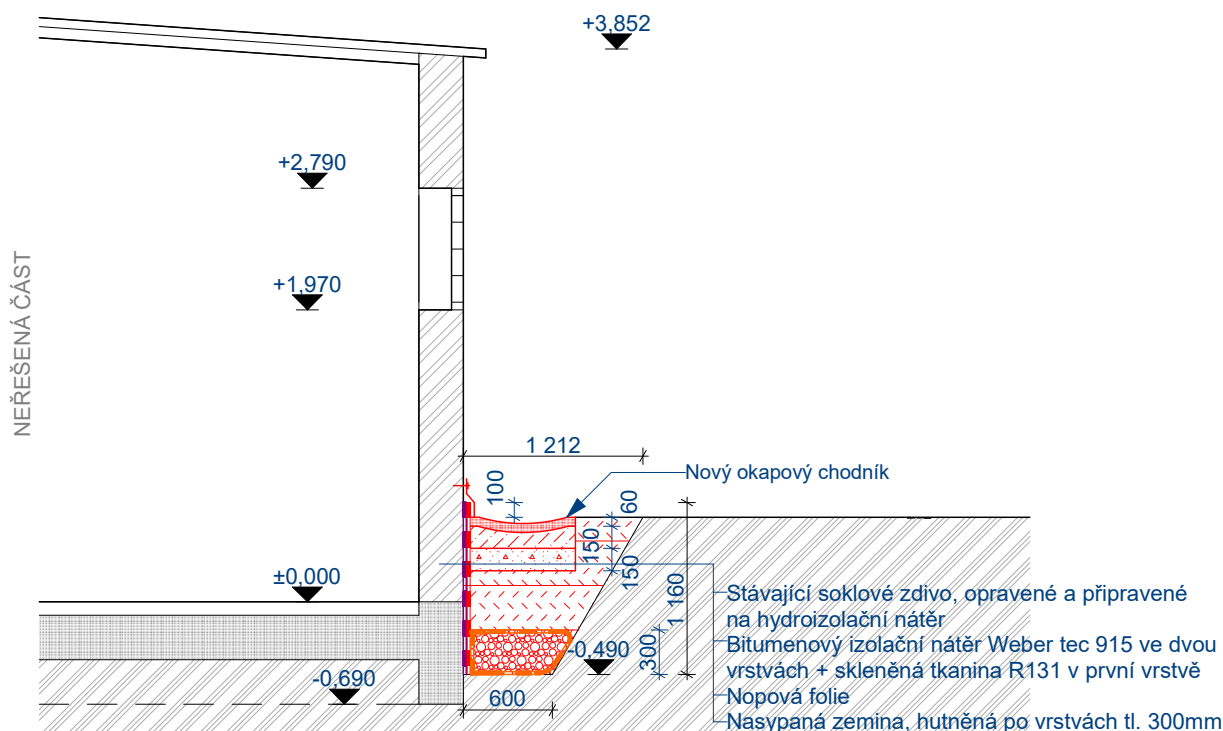 +3,852
+2,790
+1,970
NEŘEŠENÁ ČÁST
1 212
Nový okapový chodník
100
60
150
150
1 160
±0,000
300
-0,490
-0,690
600
Stávající soklové zdivo, opravené a připravené
na hydroizolační nátěr
Bitumenový izolační nátěr Weber tec 915 ve dvou
vrstvách + skleněná tkanina R131 v první vrstvě
Nopová folie
Nasypaná zemina, hutněná po vrstvách tl. 300mm